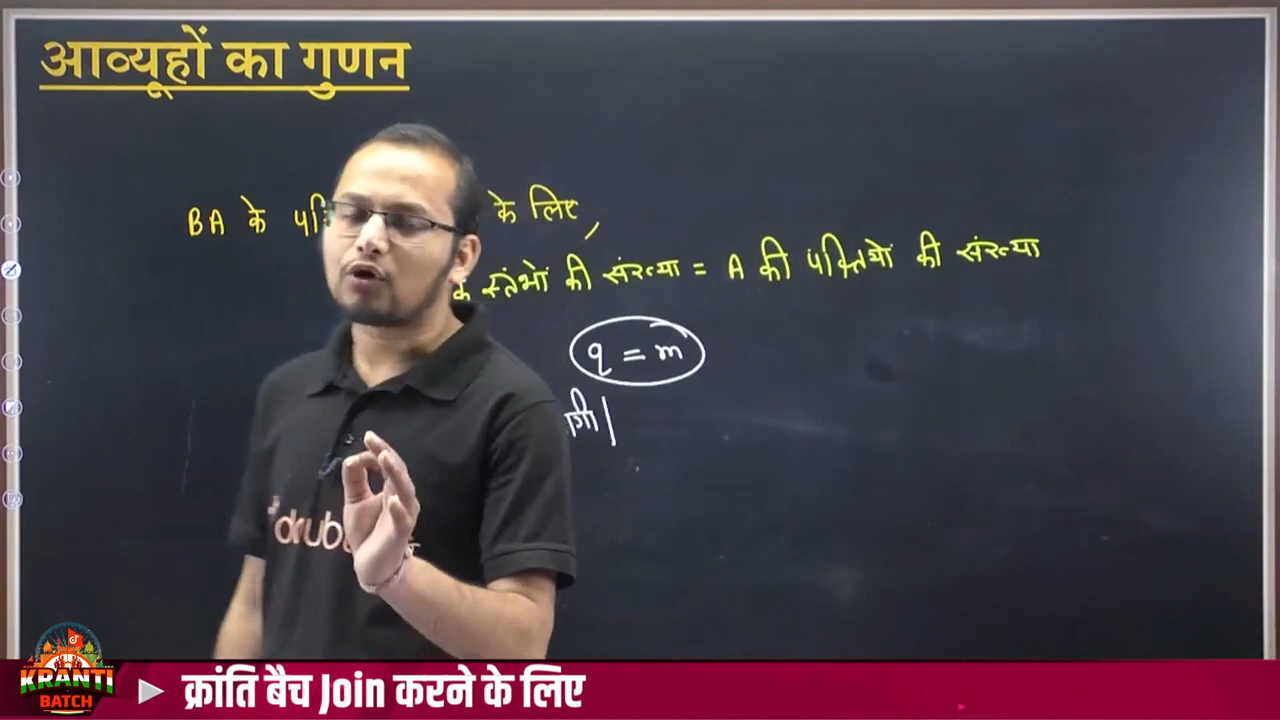 आव्यूहों का गुणन
BA के के लिए,
स्तंभों की संख्या = A की पंक्तियों की संख्या
q = m
KRANTI
BATCH
क्रांति बैच Join करने के लिए